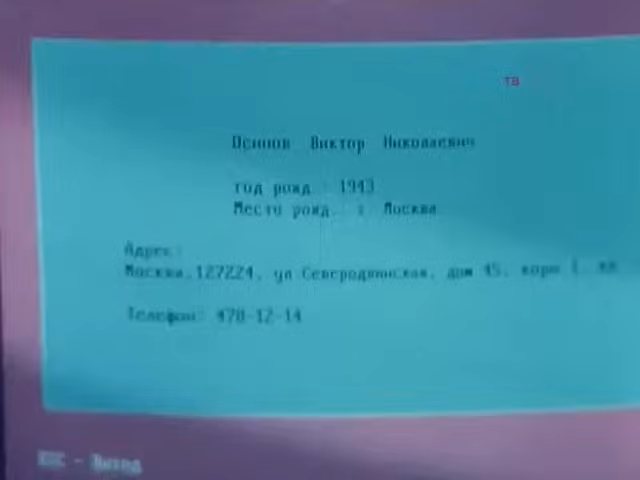 тв
Осипов Виктор Николаевич
год рожд : 1943
Место рожд. : Москва
Адрес:
Москва,127224, ул Северодвинская, дом 45, корп 1, кв
Телефон: 478-12-14
ESC - Выход